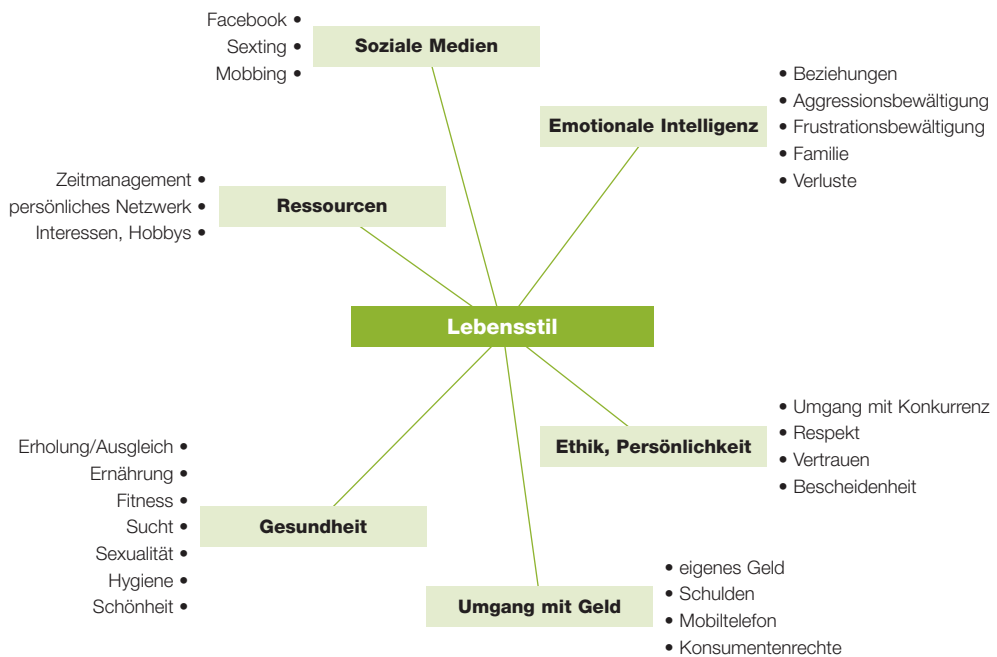 Facebook •
Sexting •
Mobbing •
Soziale Medien
Emotionale Intelligenz
• Beziehungen
• Aggressionsbewältigung
• Frustrationsbewältigung
• Familie
• Verluste
Zeitmanagement •
persönliches Netzwerk •
Interessen, Hobbys •
Ressourcen
Lebensstil
Ethik, Persönlichkeit
• Umgang mit Konkurrenz
• Respekt
• Vertrauen
• Bescheidenheit
Erholung/Ausgleich •
Ernährung •
Fitness •
Sucht •
Sexualität •
Hygiene •
Schönheit •
Gesundheit
Umgang mit Geld
• eigenes Geld
• Schulden
• Mobiltelefon
• Konsumentenrechte